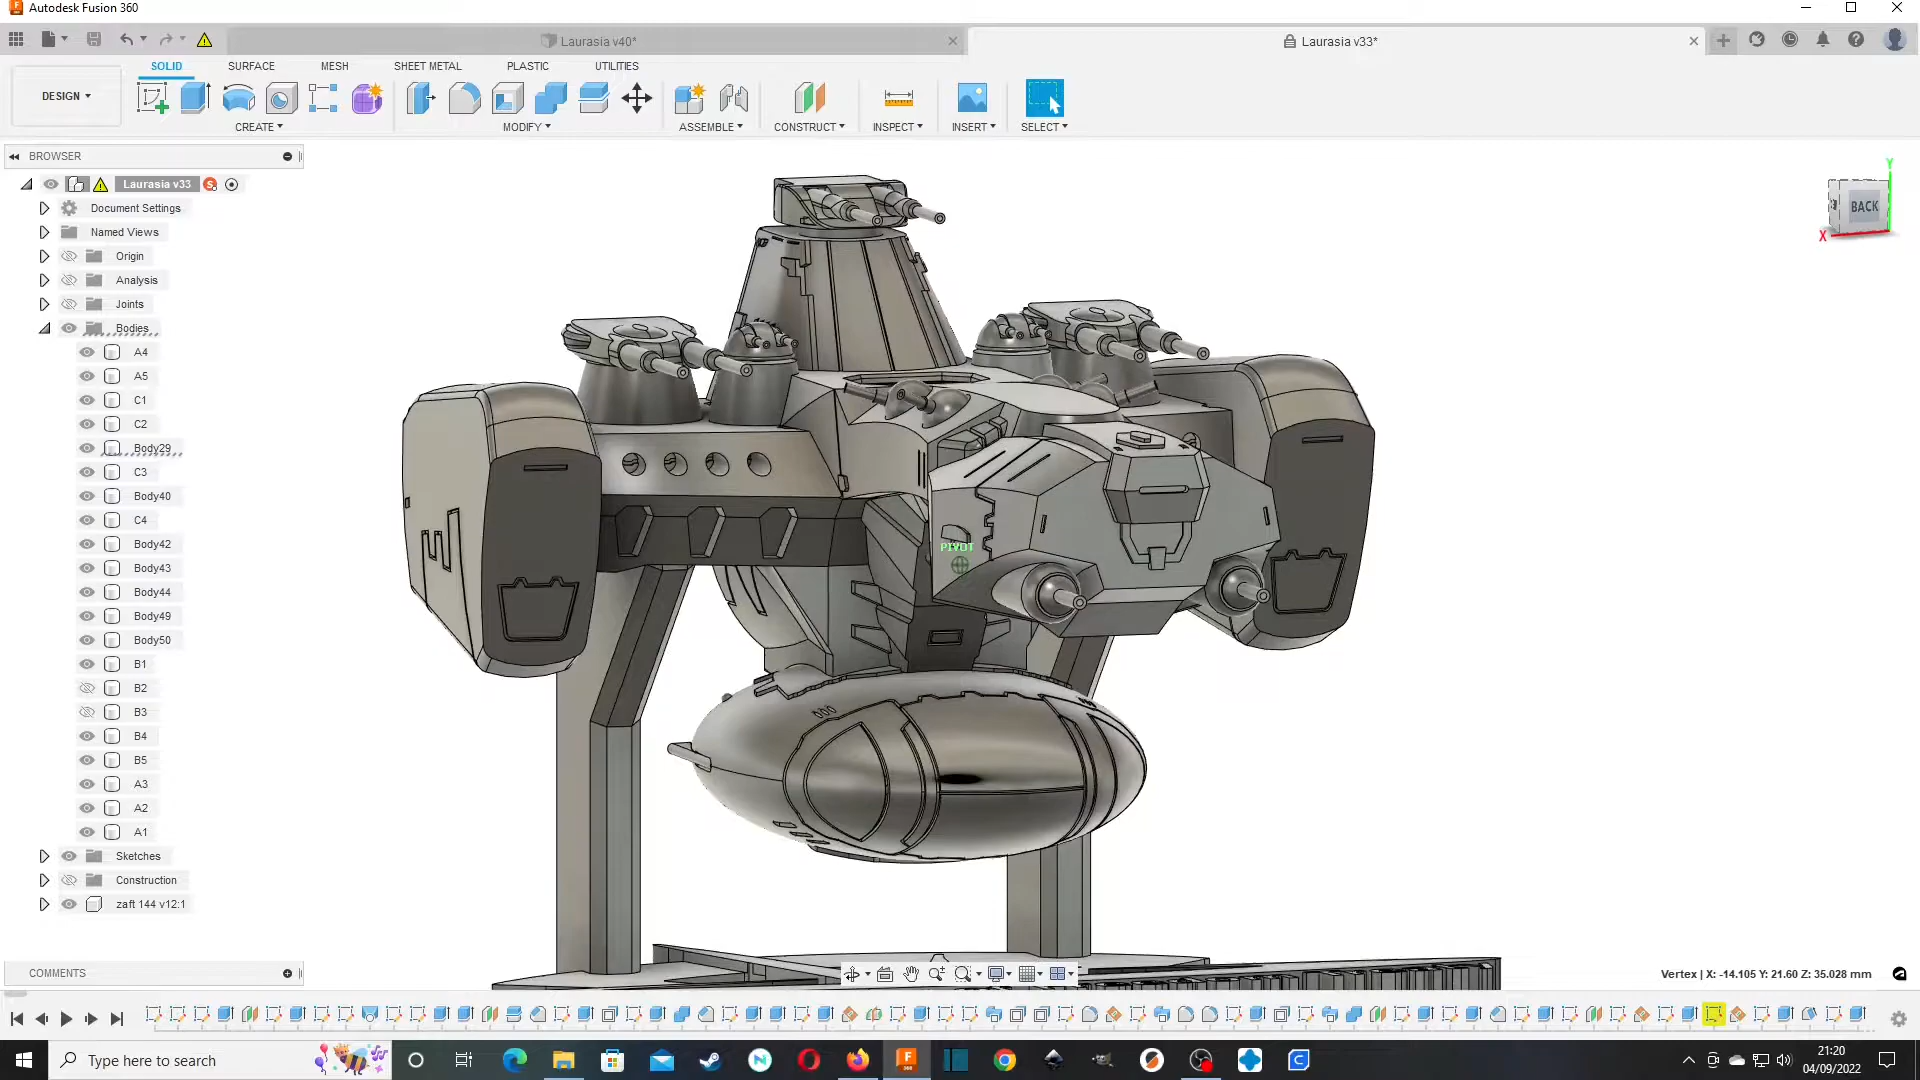 Autodesk Fusion 360
Laurasia v40*
Laurasia v33*
SOLID SURFACE MESH SHEET METAL PLASTIC UTILITIES
DESIGN
CREATE MODIFY ASSEMBLE CONSTRUCT INSPECT INSERT SELECT
BROWSER
Laurasia v33
Document Settings
Named Views
Origin
Analysis
Joints
Bodies
A4
A5
C1
C2
Body29
C3
Body40
C4
Body42
Body43
Body44
Body49
Body50
B1
B2
B3
B4
B5
A3
A2
A1
Sketches
Construction
zaft 144 v12:1
Y
BACK
X
PIVOT
COMMENTS
Vertex | X: -14.105 Y: 21.60 Z: 35.028 mm
Type here to search
21:20
04/09/2022